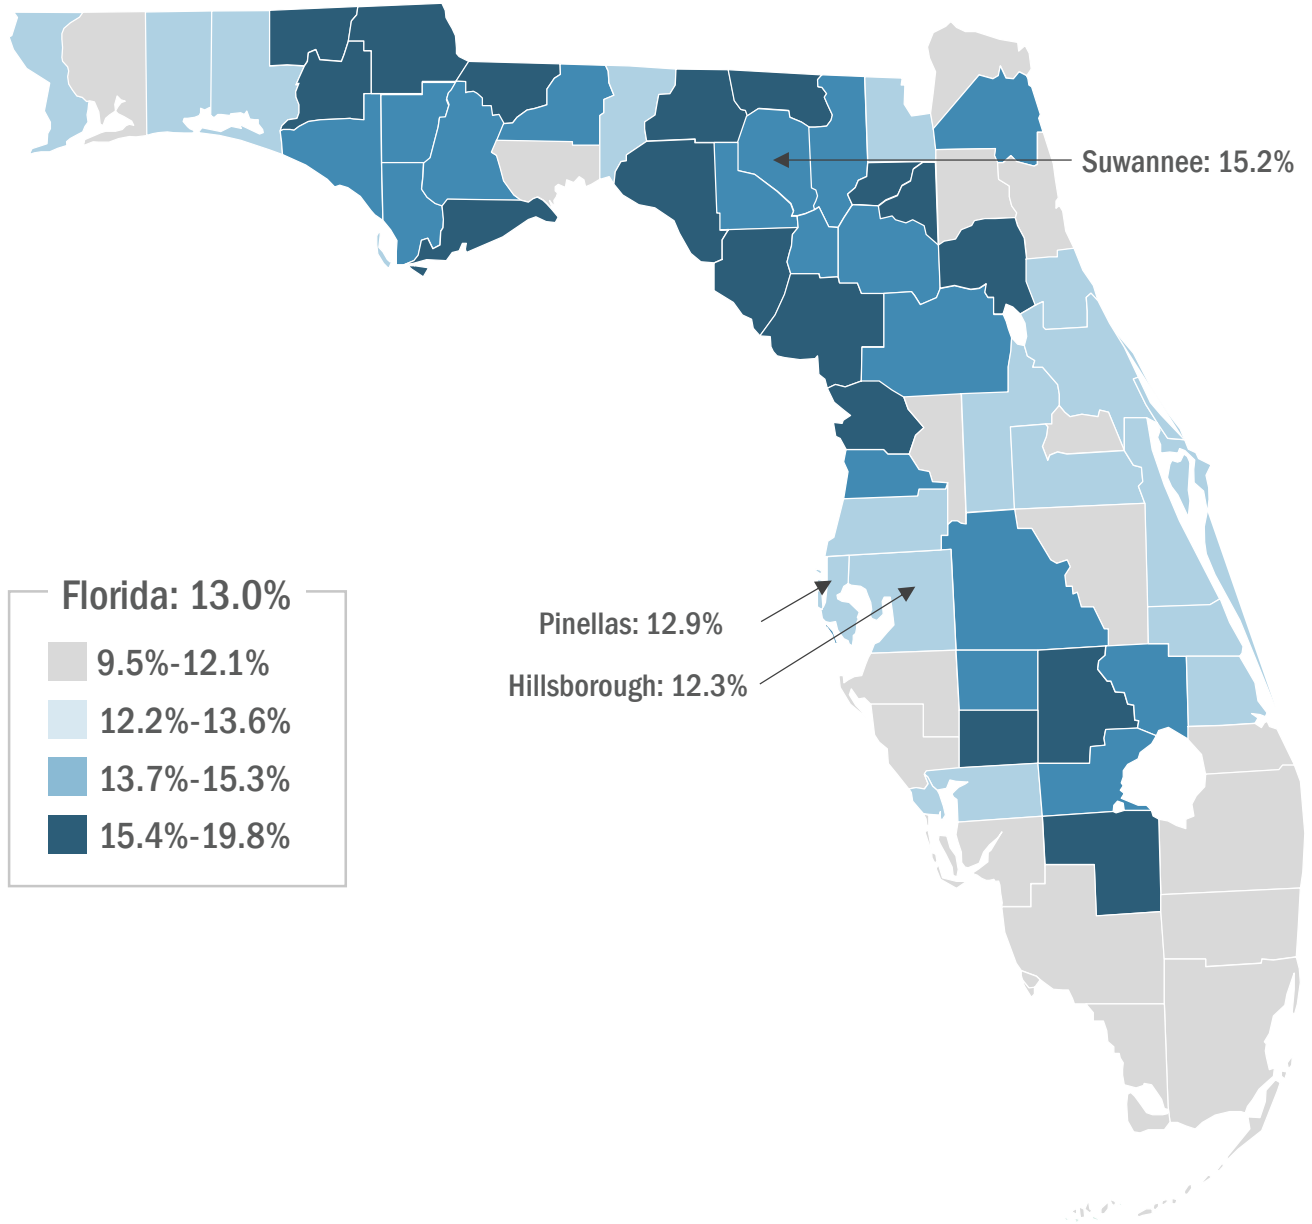 Suwannee: 15.2%
Florida: 13.0%
9.5%-12.1%
12.2%-13.6%
13.7%-15.3%
15.4%-19.8%
Pinellas: 12.9%
Hillsborough: 12.3%